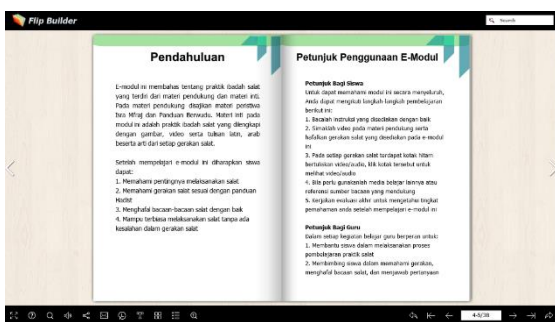 Flip Builder
Search
Pendahuluan
E-modul ini membahas tentang praktik ibadah salat
yang terdiri dari materi pendukung dan materi inti.
Pada materi pendukung disajikan materi peristiwa
Isra Mi'raj dan Panduan Berwudu. Materi inti pada
modul ini adalah praktik ibadah salat yang dilengkapi
dengan gambar, video serta tulisan latin, arab
beserta arti dari setiap gerakan salat.
Setelah mempelajari e-modul ini diharapkan siswa
dapat:
1. Memahami pentingnya melaksanakan salat
2. Memahami gerakan salat sesuai dengan panduan
Hadist
3. Menghafal bacaan-bacaan salat dengan baik
4. Mampu terbiasa melaksanakan salat tanpa ada
kesalahan dalam gerakan salat
Petunjuk Penggunaan E-Modul
Petunjuk Bagi Siswa
Untuk dapat memahami modul ini secara menyeluruh,
Anda dapat mengikuti langkah-langkah pembelajaran
berikut ini:
1. Bacalah instruksi yang disediakan dengan baik
2. Simaklah video pada materi pendukung serta
hafalkan gerakan salat yang disediakan pada e-modul
ini
3. Pada setiap gerakan salat terdapat kotak hitam
bertuliskan video/audio, klik kotak tersebut untuk
melihat video/audio
4. Bila perlu gunakanlah media belajar lainnya atau
referensi sumber bacaan yang mendukung
5. Kerjakan evaluasi akhir untuk mengetahui tingkat
pemahaman anda setelah mempelajari e-modul ini
Petunjuk Bagi Guru
Dalam setiap kegiatan belajar guru berperan untuk:
1. Membantu siswa dalam melaksanakan proses
pembelajaran praktik salat
2. Membimbing siswa dalam memahami gerakan,
menghafal bacaan salat, dan menjawab pertanyaan
4-5/38